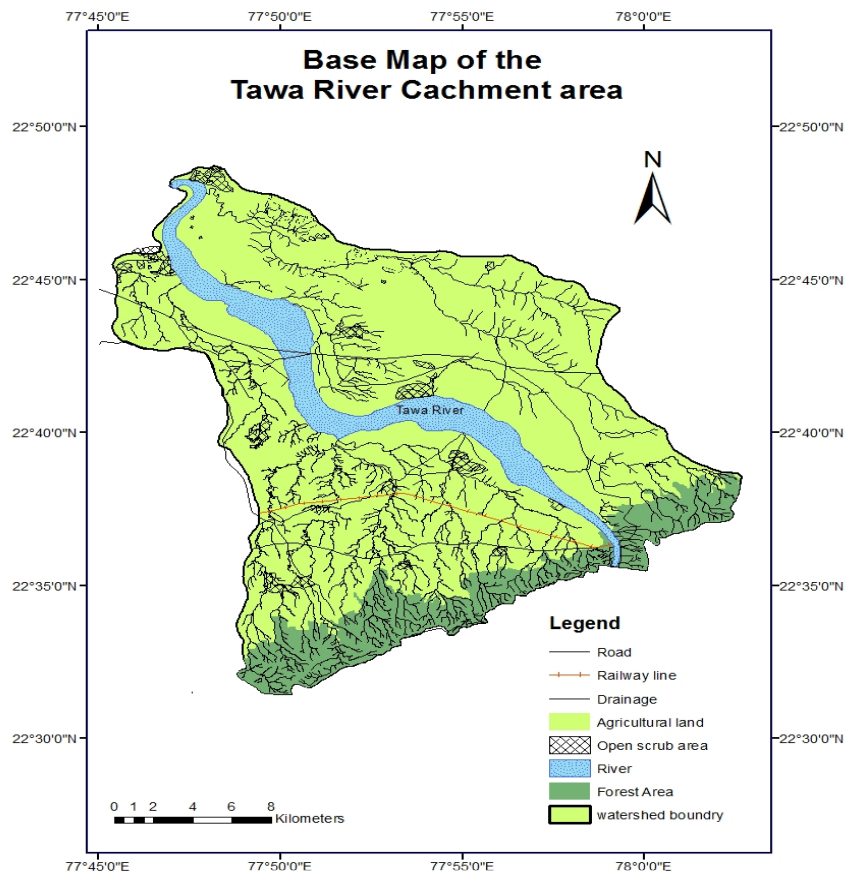 77°45'0"E 77°50'0"E 77°55'0"E 78°0'0"E
Base Map of the
Tawa River Cachment area
22°50'0"N 22°50'0"N
N
22°45'0"N 22°45'0"N
Tawa River
22°40'0"N 22°40'0"N
22°35'0"N 22°35'0"N
Legend
Road
Railway line
Drainage
Agricultural land
Open scrub area
River
Forest Area
watershed boundry
22°30'0"N 22°30'0"N
0 1 2 4 6 8
Kilometers
77°45'0"E 77°50'0"E 77°55'0"E 78°0'0"E